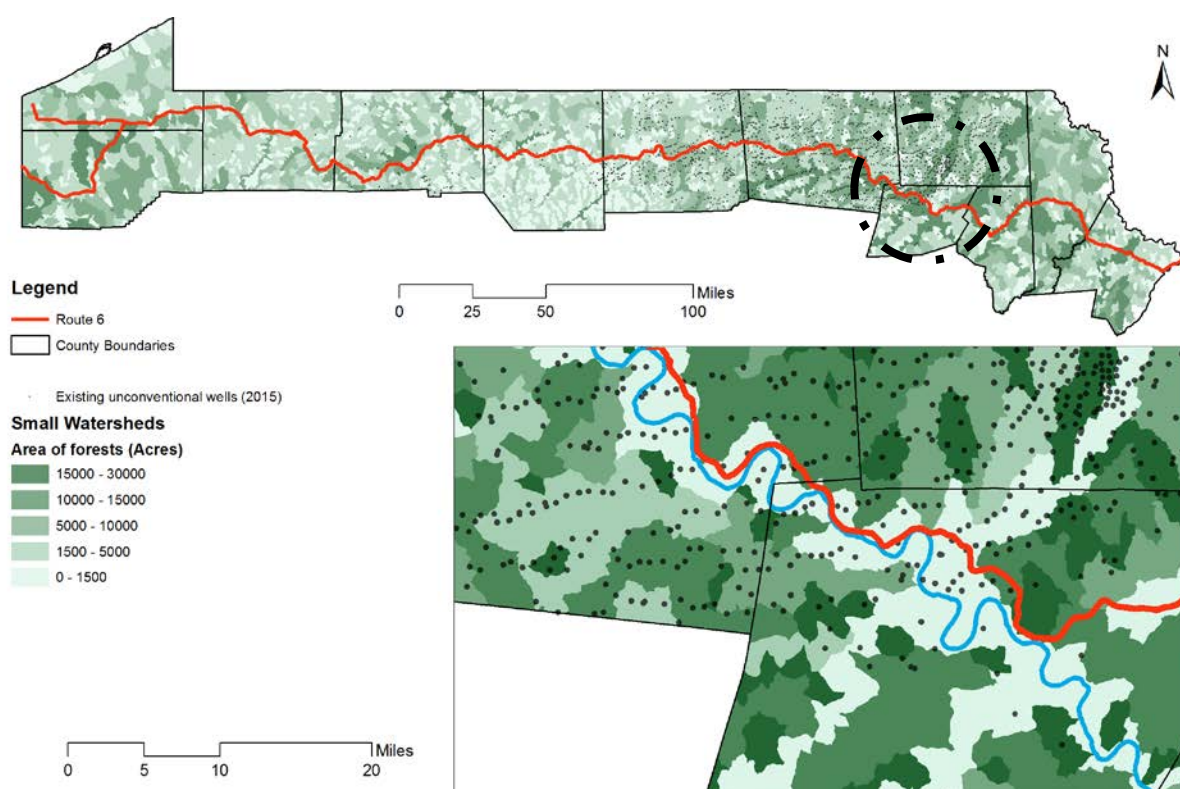 N
Legend
Route 6
County Boundaries
Existing unconventional wells (2015)
Small Watersheds
Area of forests (Acres)
15000 - 30000
10000 - 15000
5000 - 10000
1500 - 5000
0 - 1500
Miles
0 25 50 100
Miles
0 5 10 20